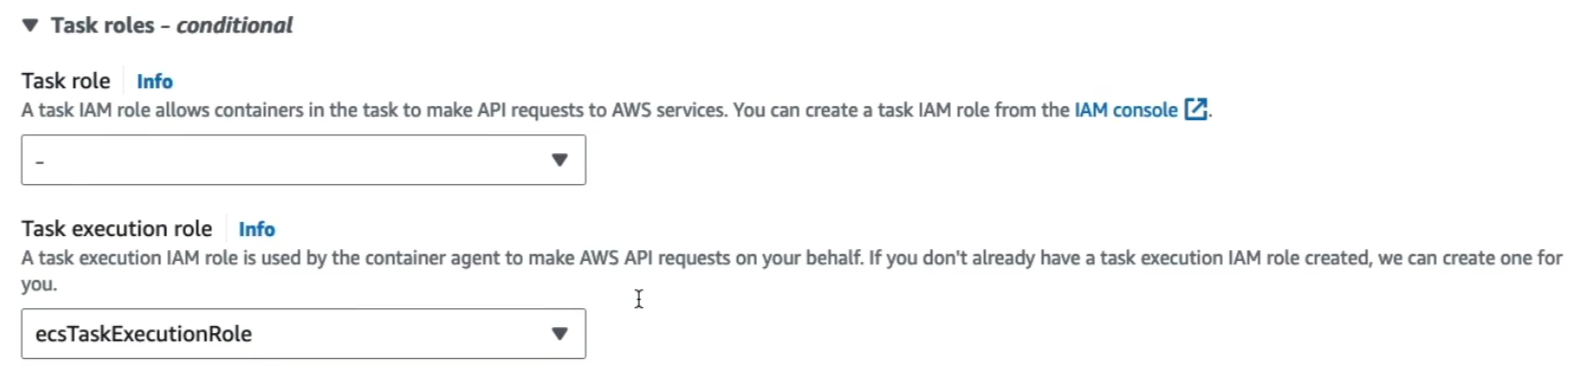 ▼ Task roles - conditional
Task role | Info
A task IAM role allows containers in the task to make API requests to AWS services. You can create a task IAM role from the IAM console.
-
Task execution role | Info
A task execution IAM role is used by the container agent to make AWS API requests on your behalf. If you don't already have a task execution IAM role created, we can create one for
you.
ecsTaskExecutionRole